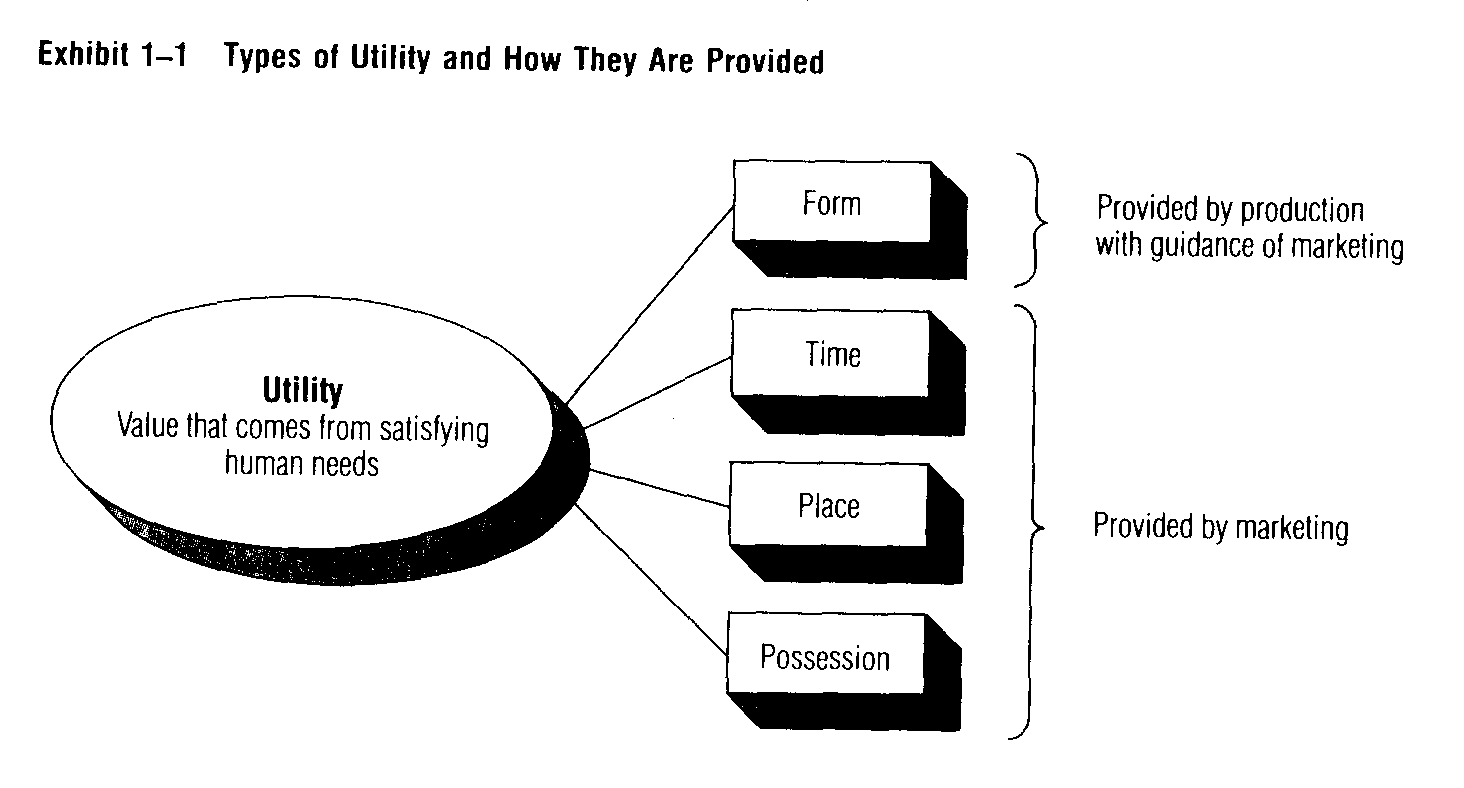 Exhibit 1–1 Types of Utility and How They Are Provided
Form
Provided by production
with guidance of marketing
Time
Utility
Value that comes from satisfying
human needs
Place
Provided by marketing
Possession